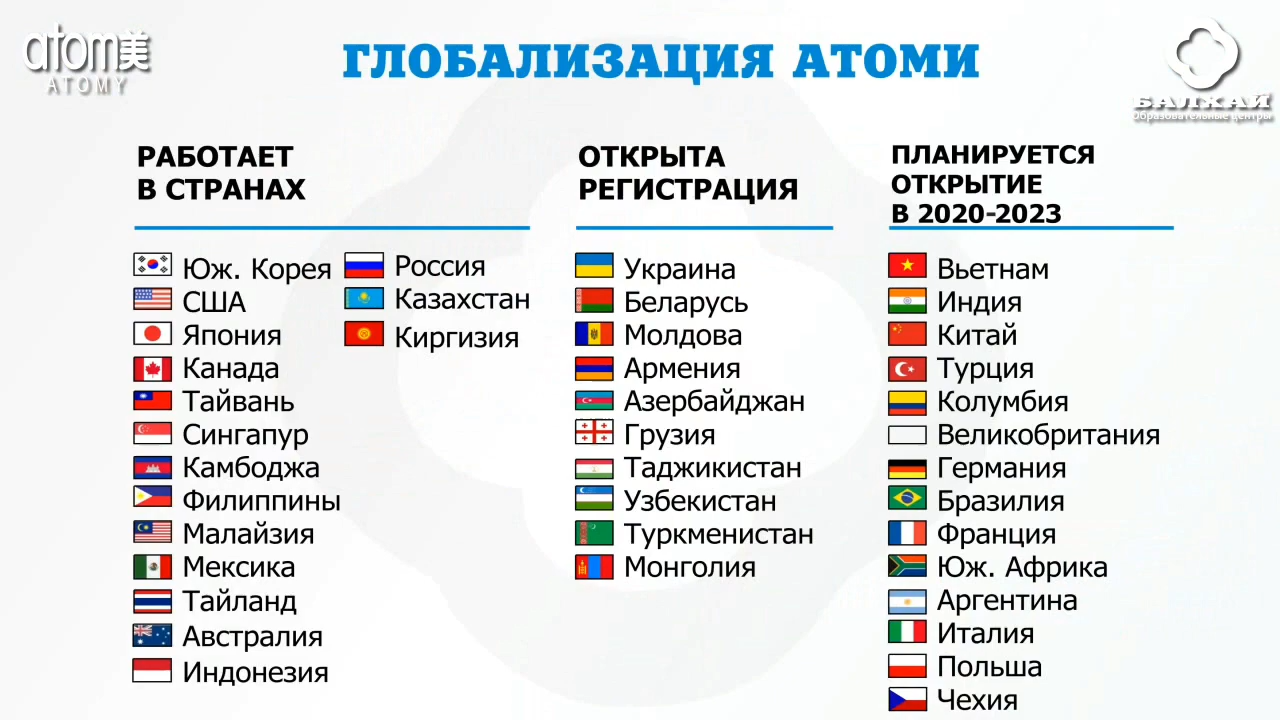 atom美
ATOMY
ГЛОБАЛИЗАЦИЯ АТОМИ
БАЛХАЙ
Образовательные центры
РАБОТАЕТ
В СТРАНАХ
Юж. Корея
США
Япония
Канада
Тайвань
Сингапур
Камбоджа
Филиппины
Малайзия
Мексика
Тайланд
Австралия
Индонезия
Россия
Казахстан
Киргизия
ОТКРЫТА
РЕГИСТРАЦИЯ
Украина
Беларусь
Молдова
Армения
Азербайджан
Грузия
Таджикистан
Узбекистан
Туркменистан
Монголия
ПЛАНИРУЕТСЯ
ОТКРЫТИЕ
В 2020-2023
Вьетнам
Индия
Китай
Турция
Колумбия
Великобритания
Германия
Бразилия
Франция
Юж. Африка
Аргентина
Италия
Польша
Чехия